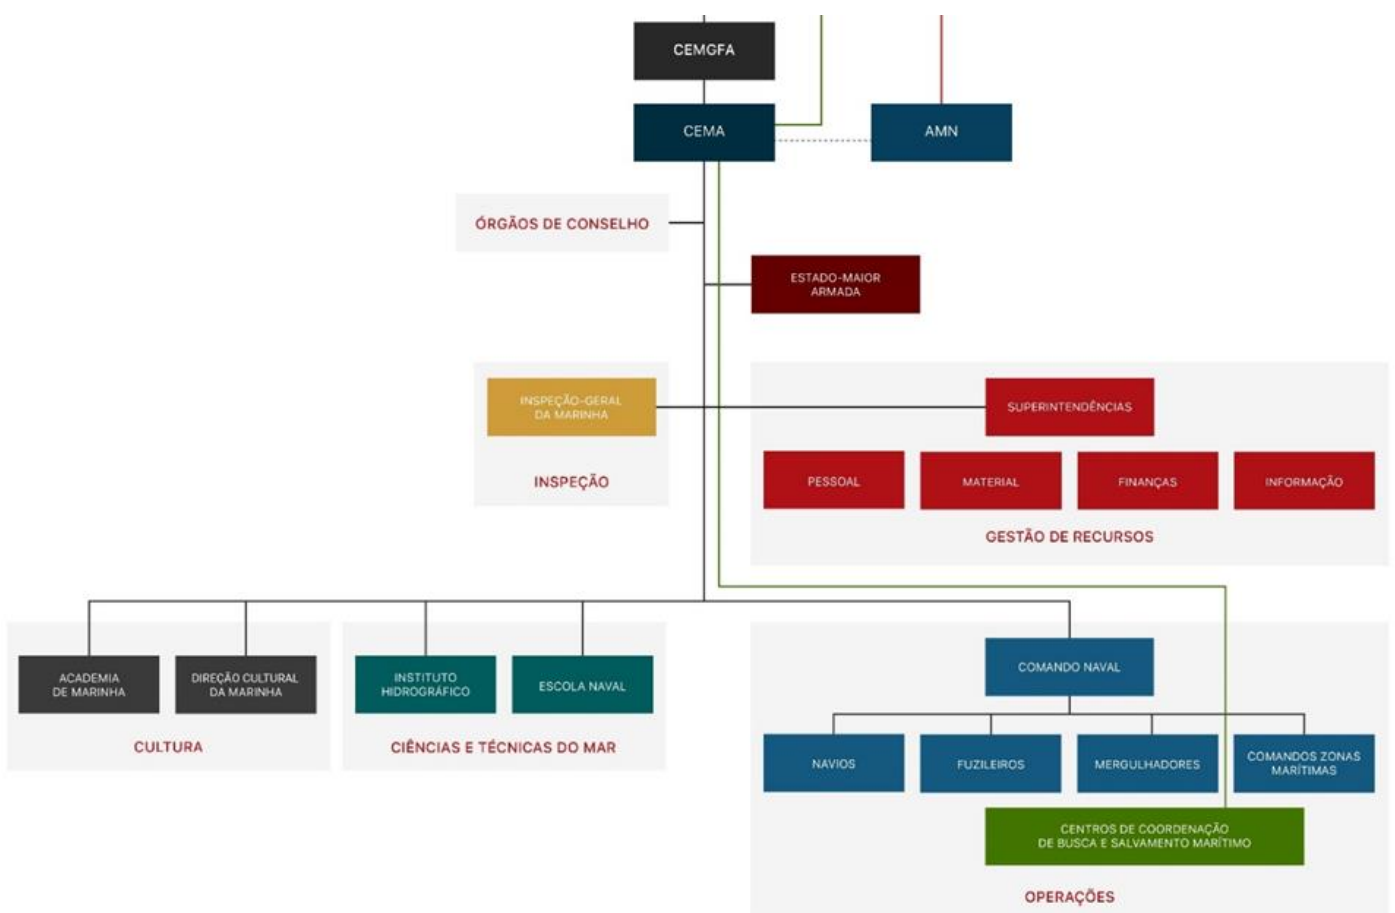 CEMGFA
CEMA
AMN
ÓRGÃOS DE CONSELHO
ESTADO-MAIOR
ARMADA
INSPEÇÃO-GERAL
DA MARINHA
INSPEÇÃO
SUPERINTENDÊNCIAS
PESSOAL
MATERIAL
FINANÇAS
INFORMAÇÃO
GESTÃO DE RECURSOS
ACADEMIA
DE MARINHA
DIREÇÃO CULTURAL
DA MARINHA
CULTURA
INSTITUTO
HIDROGRÁFICO
ESCOLA NAVAL
CIÊNCIAS E TÉCNICAS DO MAR
COMANDO NAVAL
NAVIOS
FUZILEIROS
MERGULHADORES
COMANDOS ZONAS
MARÍTIMAS
CENTROS DE COORDENAÇÃO
DE BUSCA E SALVAMENTO MARÍTIMO
OPERAÇÕES